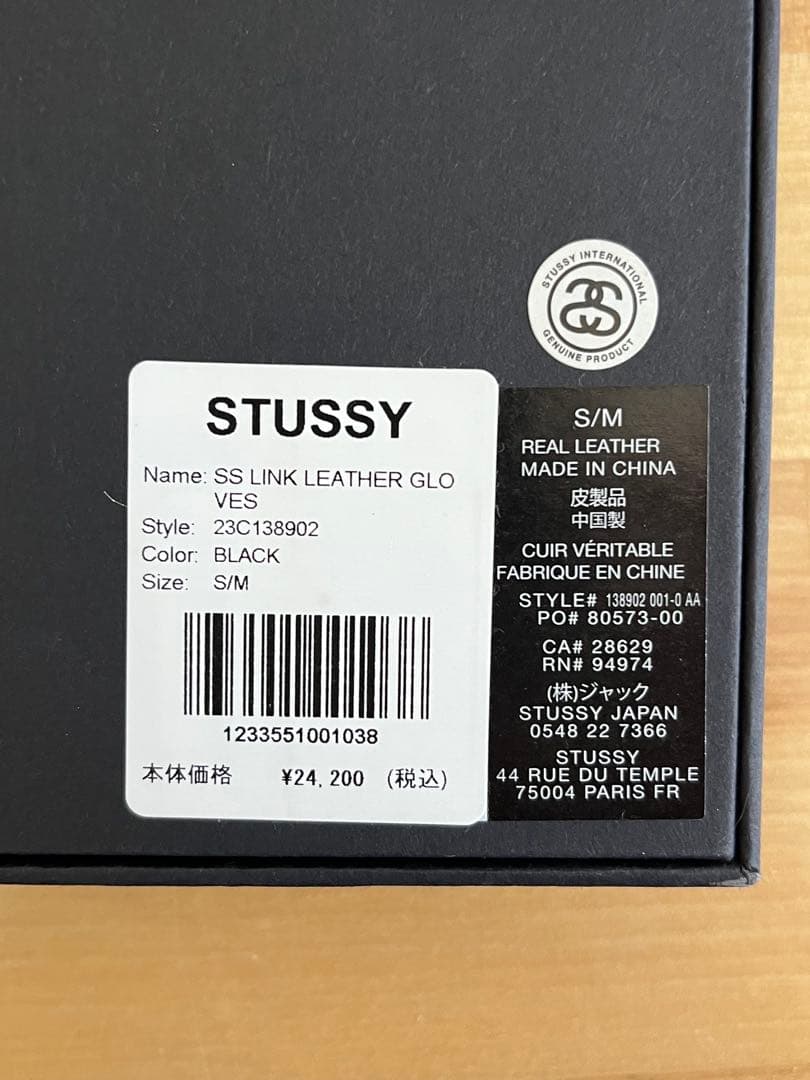 STUSSY INTERNATIONAL
GENUINE PRODUCT
STUSSY
Name: SS LINK LEATHER GLO
VES
Style: 23C138902
Color: BLACK
Size: S/M
1233551001038
本体価格 ¥24,200 (税込)
S/M
REAL LEATHER
MADE IN CHINA
皮製品
中国製
CUIR VÉRITABLE
FABRIQUE EN CHINE
STYLE# 138902 001-0 AA
PO# 80573-00
CA# 28629
RN# 94974
(株)ジャック
STUSSY JAPAN
0548 22 7366
STUSSY
44 RUE DU TEMPLE
75004 PARIS FR